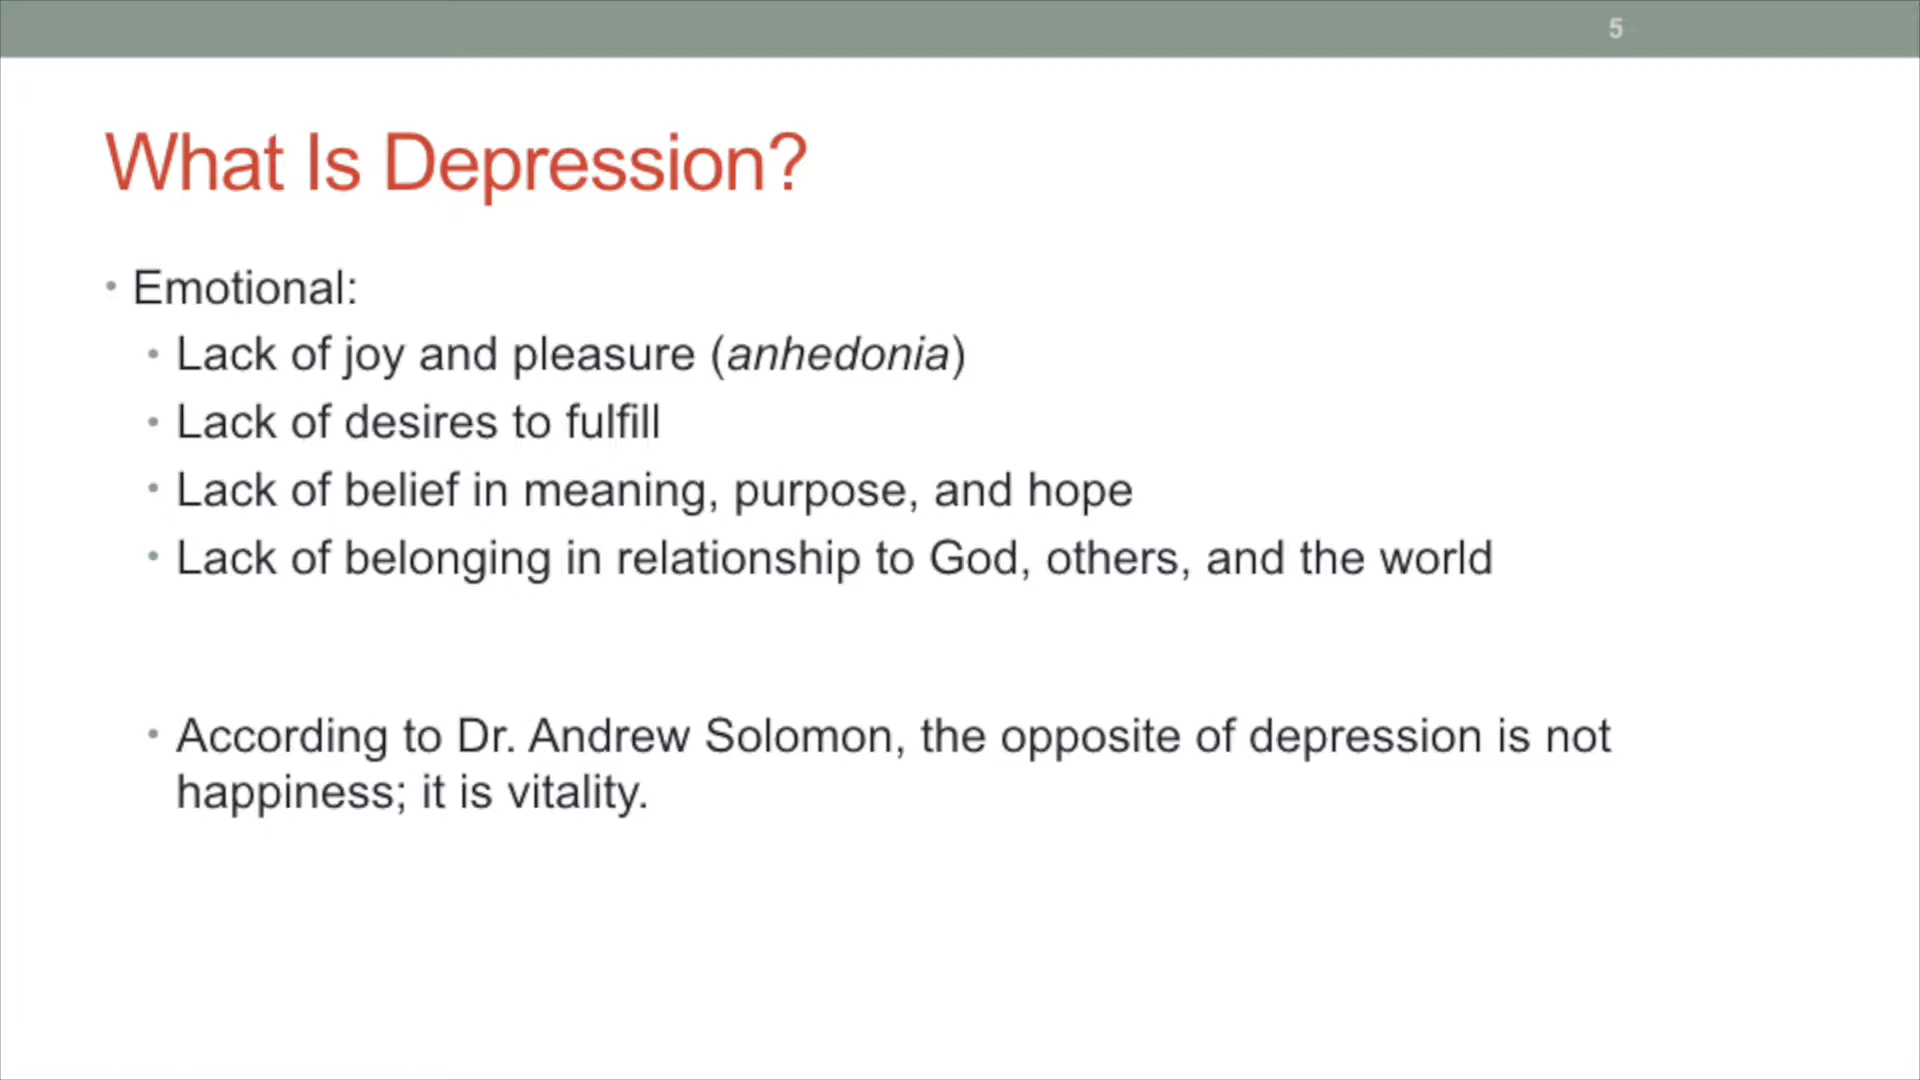 5
What Is Depression?
• Emotional:
• Lack of joy and pleasure (anhedonia)
• Lack of desires to fulfill
• Lack of belief in meaning, purpose, and hope
• Lack of belonging in relationship to God, others, and the world
• According to Dr. Andrew Solomon, the opposite of depression is not
happiness; it is vitality.